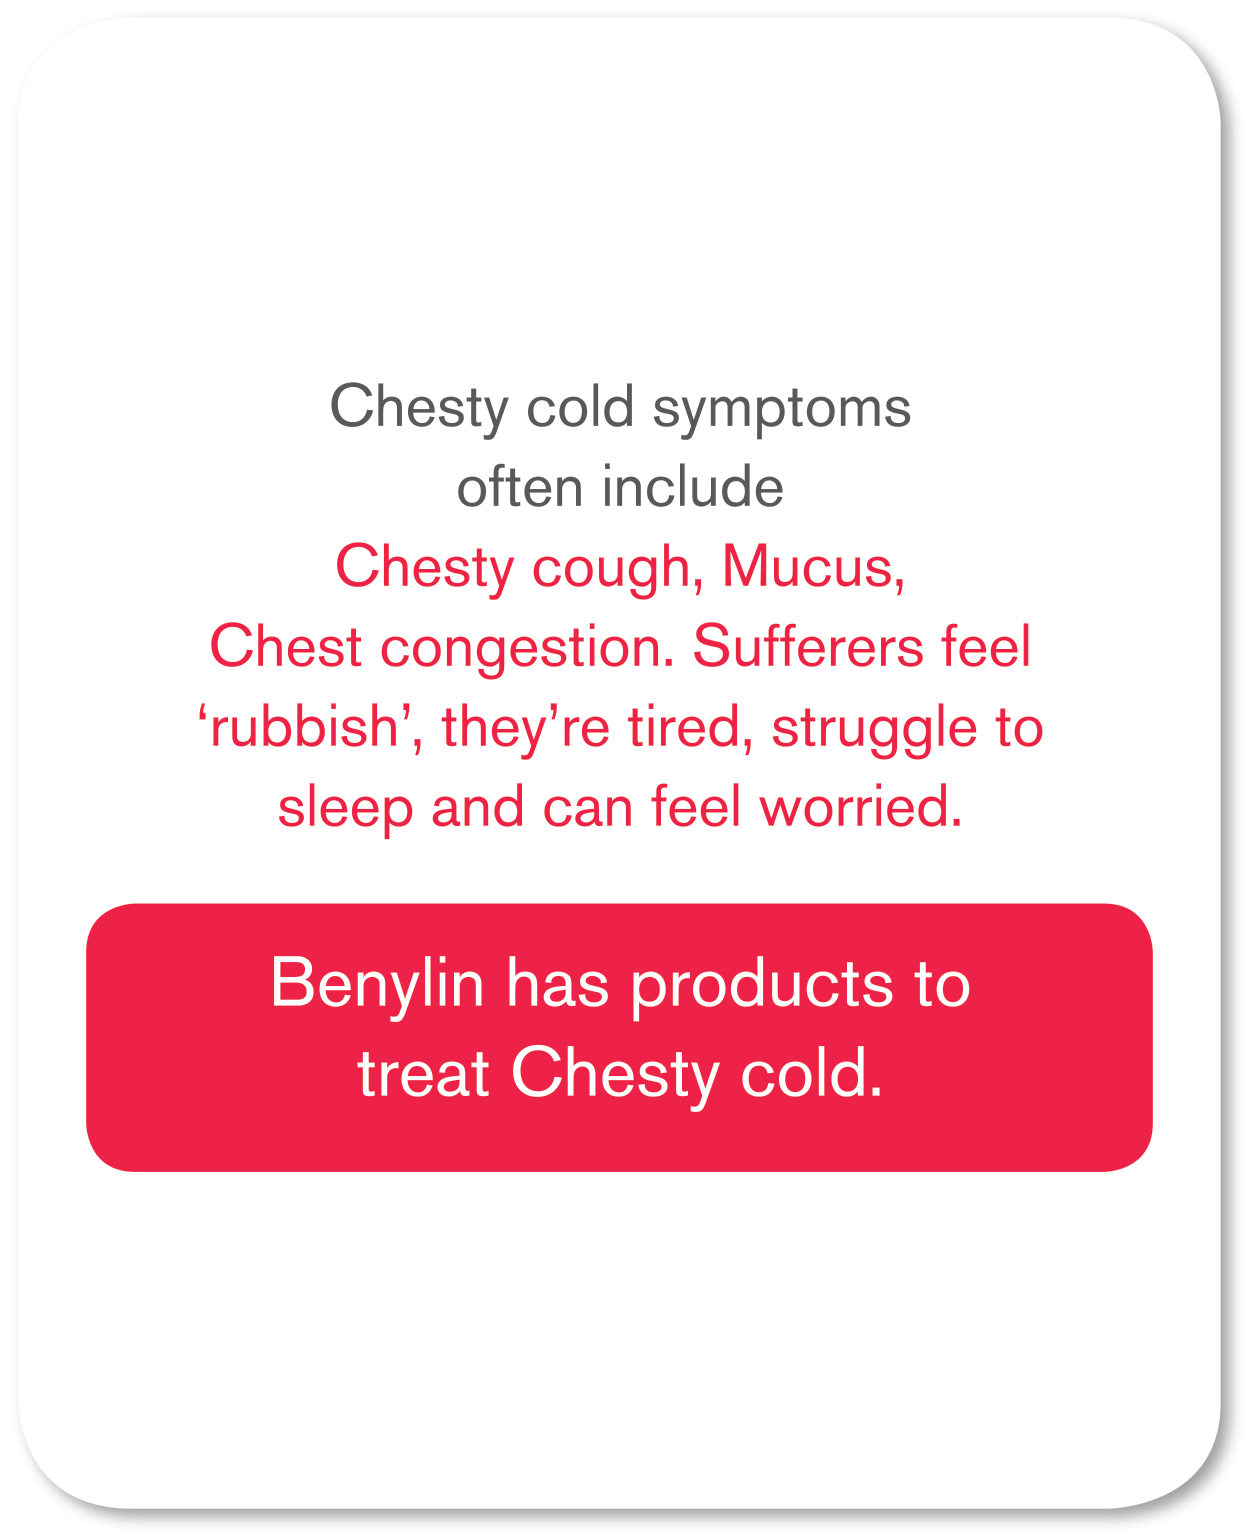 Chesty cold symptoms
often include
Chesty cough, Mucus,
Chest congestion. Sufferers feel
‘rubbish’, they’re tired, struggle to
sleep and can feel worried.
Benylin has products to
treat Chesty cold.